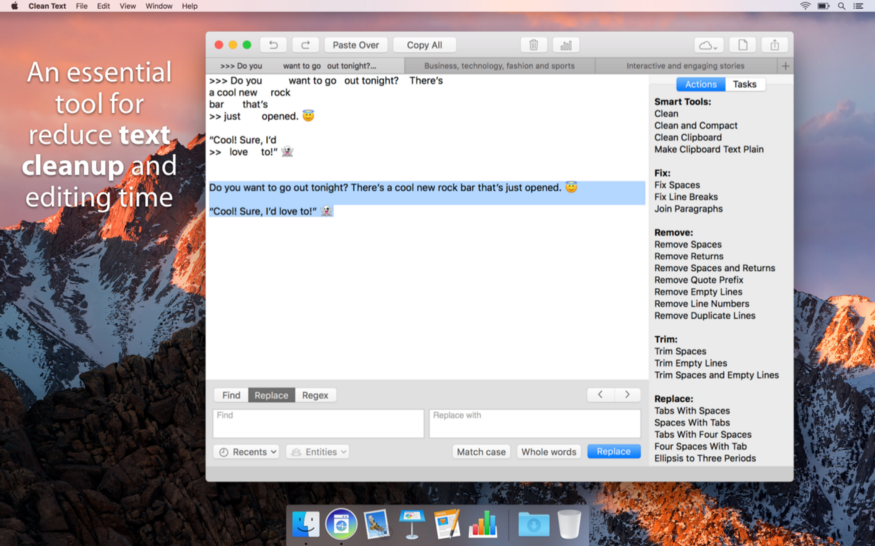 Clean Text File Edit View Window Help
An essential
tool for
reduce text
cleanup and
editing time
Paste Over Copy All
>>> Do you want to go out tonight?...
Business, technology, fashion and sports
Interactive and engaging stories
+
>>> Do you want to go out tonight? There's
a cool new rock
bar that's
>> just opened. 😇
“Cool! Sure, I'd
>> love to!” 👻
Do you want to go out tonight? There's a cool new rock bar that's just opened. 😇
“Cool! Sure, I'd love to!” 👻
Actions Tasks
Smart Tools:
Clean
Clean and Compact
Clean Clipboard
Make Clipboard Text Plain
Fix:
Fix Spaces
Fix Line Breaks
Join Paragraphs
Remove:
Remove Spaces
Remove Returns
Remove Spaces and Returns
Remove Quote Prefix
Remove Empty Lines
Remove Line Numbers
Remove Duplicate Lines
Trim:
Trim Spaces
Trim Empty Lines
Trim Spaces and Empty Lines
Replace:
Tabs With Spaces
Spaces With Tabs
Tabs With Four Spaces
Four Spaces With Tab
Ellipsis to Three Periods
Find Replace Regex
Find
Replace with
Recents Entities Match case Whole words Replace